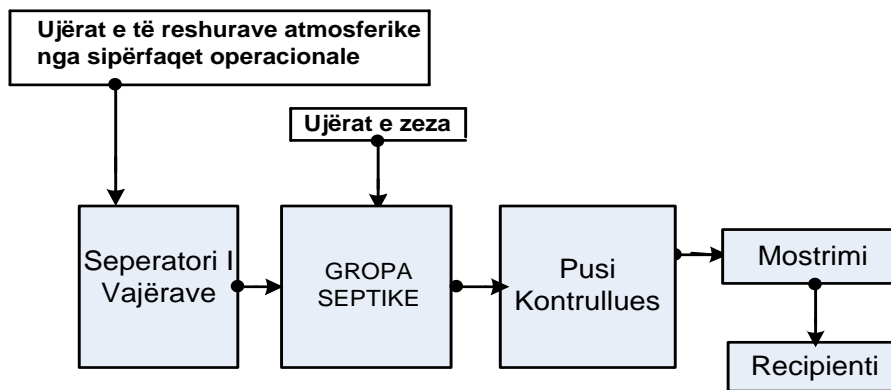 Ujërat e të reshurave atmosferike
nga sipërfaqet operacionale
Ujërat e zeza
Seperatori I
Vajërave
GROPA
SEPTIKE
Pusi
Kontrullues
Mostrimi
Recipienti